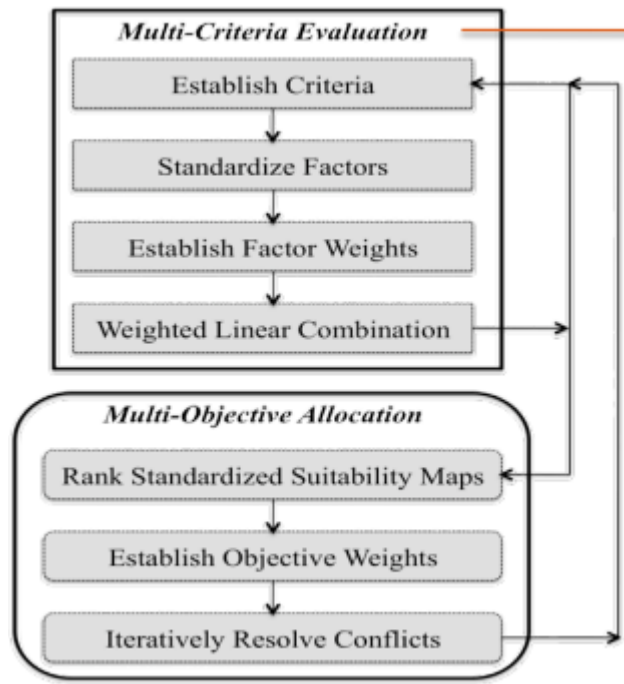 Multi-Criteria Evaluation
Establish Criteria
Standardize Factors
Establish Factor Weights
Weighted Linear Combination
Multi-Objective Allocation
Rank Standardized Suitability Maps
Establish Objective Weights
Iteratively Resolve Conflicts